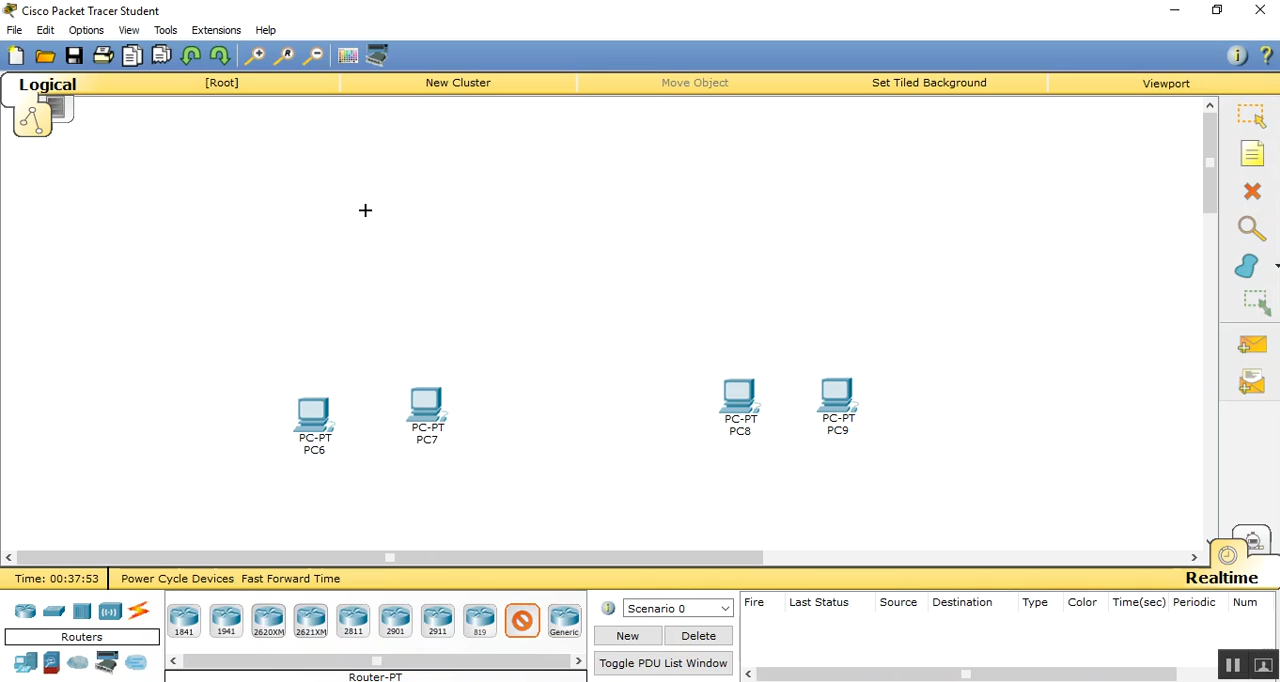 Cisco Packet Tracer Student
File Edit Options View Tools Extensions Help
Logical [Root] New Cluster Move Object Set Tiled Background Viewport
PC-PT
PC6
PC-PT
PC7
PC-PT
PC8
PC-PT
PC9
Time: 00:37:53 Power Cycle Devices Fast Forward Time
Realtime
Routers
1841 1941 2620XM 2621XM 2811 2901 2911 819 Generic
Router-PT
Scenario 0
New Delete
Toggle PDU List Window
Fire Last Status Source Destination Type Color Time(sec) Periodic Num